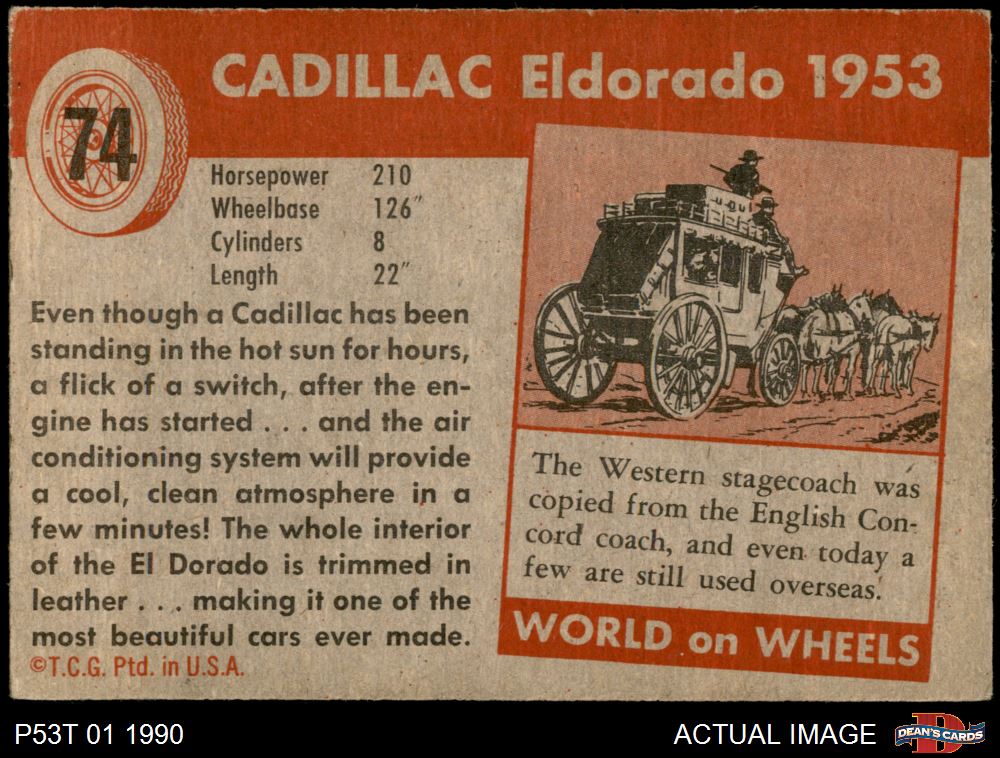 74
CADILLAC Eldorado 1953
Horsepower 210
Wheelbase 126"
Cylinders 8
Length 22"
Even though a Cadillac has been
standing in the hot sun for hours,
a flick of a switch, after the en-
gine has started . . . and the air
conditioning system will provide
a cool, clean atmosphere in a
few minutes! The whole interior
of the El Dorado is trimmed in
leather . . . making it one of the
most beautiful cars ever made.
©T.C.G. Ptd. in U.S.A.
The Western stagecoach was
copied from the English Con-
cord coach, and even today a
few are still used overseas.
WORLD on WHEELS
P53T 01 1990
ACTUAL IMAGE
D
DEAN'S CARDS